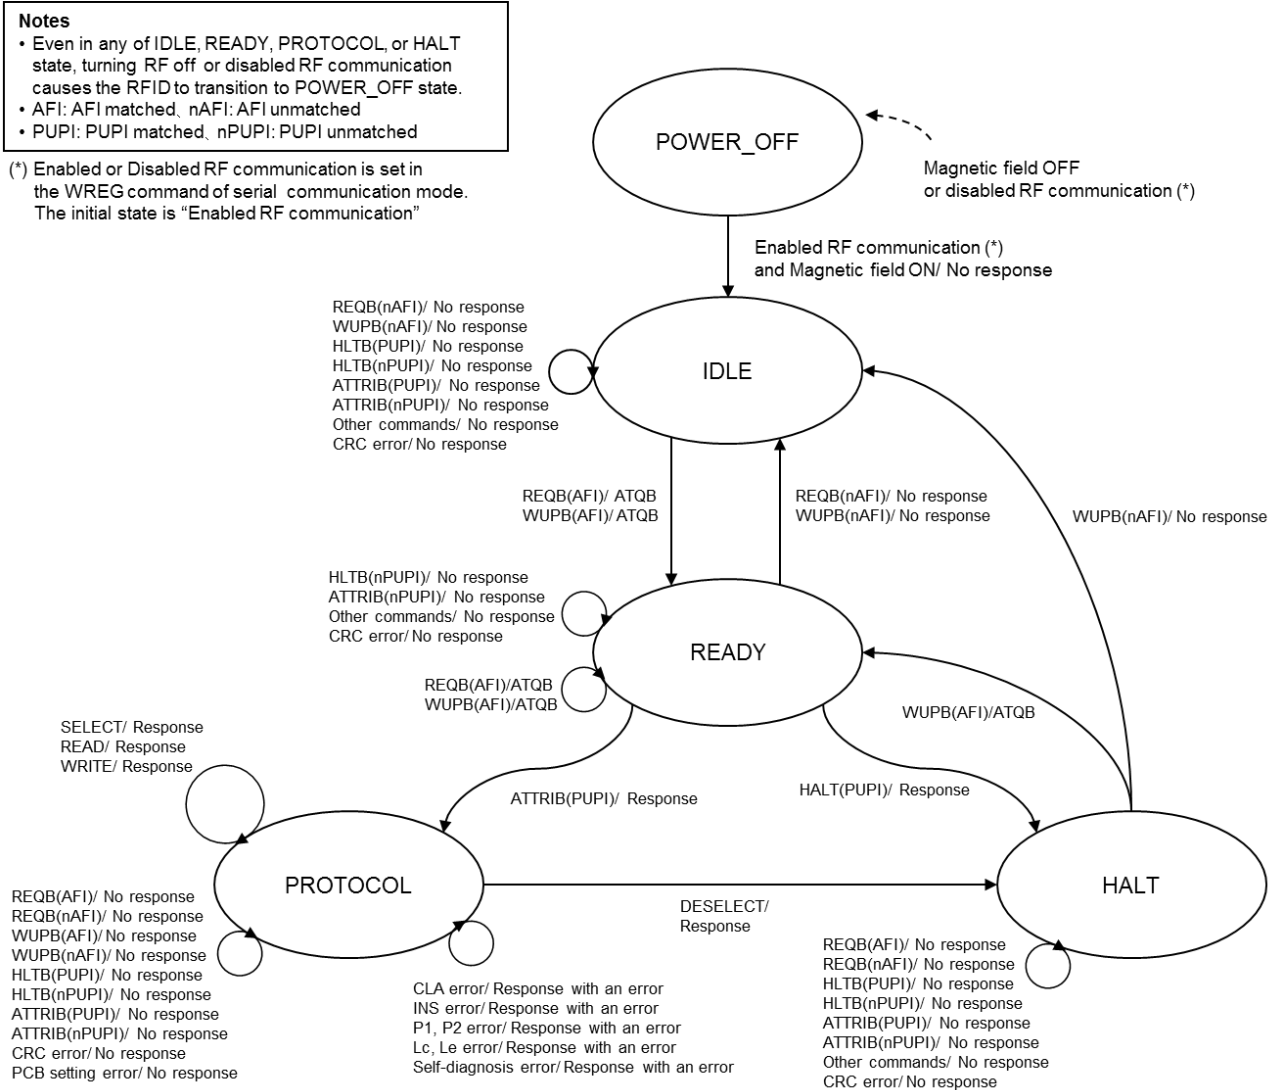 Notes
• Even in any of IDLE, READY, PROTOCOL, or HALT
state, turning RF off or disabled RF communication
causes the RFID to transition to POWER_OFF state.
• AFI: AFI matched、nAFI: AFI unmatched
• PUPI: PUPI matched、nPUPI: PUPI unmatched
(*) Enabled or Disabled RF communication is set in
the WREG command of serial communication mode.
The initial state is “Enabled RF communication”
POWER_OFF
Magnetic field OFF
or disabled RF communication (*)
Enabled RF communication (*)
and Magnetic field ON/ No response
REQB(nAFI)/ No response
WUPB(nAFI)/ No response
HLTB(PUPI)/ No response
HLTB(nPUPI)/ No response
ATTRIB(PUPI)/ No response
ATTRIB(nPUPI)/ No response
Other commands/ No response
CRC error/ No response
IDLE
REQB(AFI)/ ATQB
WUPB(AFI)/ ATQB
REQB(nAFI)/ No response
WUPB(nAFI)/ No response
WUPB(nAFI)/ No response
HLTB(nPUPI)/ No response
ATTRIB(nPUPI)/ No response
Other commands/ No response
CRC error/ No response
READY
REQB(AFI)/ATQB
WUPB(AFI)/ATQB
WUPB(AFI)/ATQB
SELECT/ Response
READ/ Response
WRITE/ Response
ATTRIB(PUPI)/ Response
HALT(PUPI)/ Response
PROTOCOL
HALT
DESELECT/
Response
REQB(AFI)/ No response
REQB(nAFI)/ No response
WUPB(AFI)/ No response
WUPB(nAFI)/ No response
HLTB(PUPI)/ No response
HLTB(nPUPI)/ No response
ATTRIB(PUPI)/ No response
ATTRIB(nPUPI)/ No response
CRC error/ No response
PCB setting error/ No response
CLA error/ Response with an error
INS error/ Response with an error
P1, P2 error/ Response with an error
Lc, Le error/ Response with an error
Self-diagnosis error/ Response with an error
REQB(AFI)/ No response
REQB(nAFI)/ No response
HLTB(PUPI)/ No response
HLTB(nPUPI)/ No response
ATTRIB(PUPI)/ No response
ATTRIB(nPUPI)/ No response
Other commands/ No response
CRC error/ No response